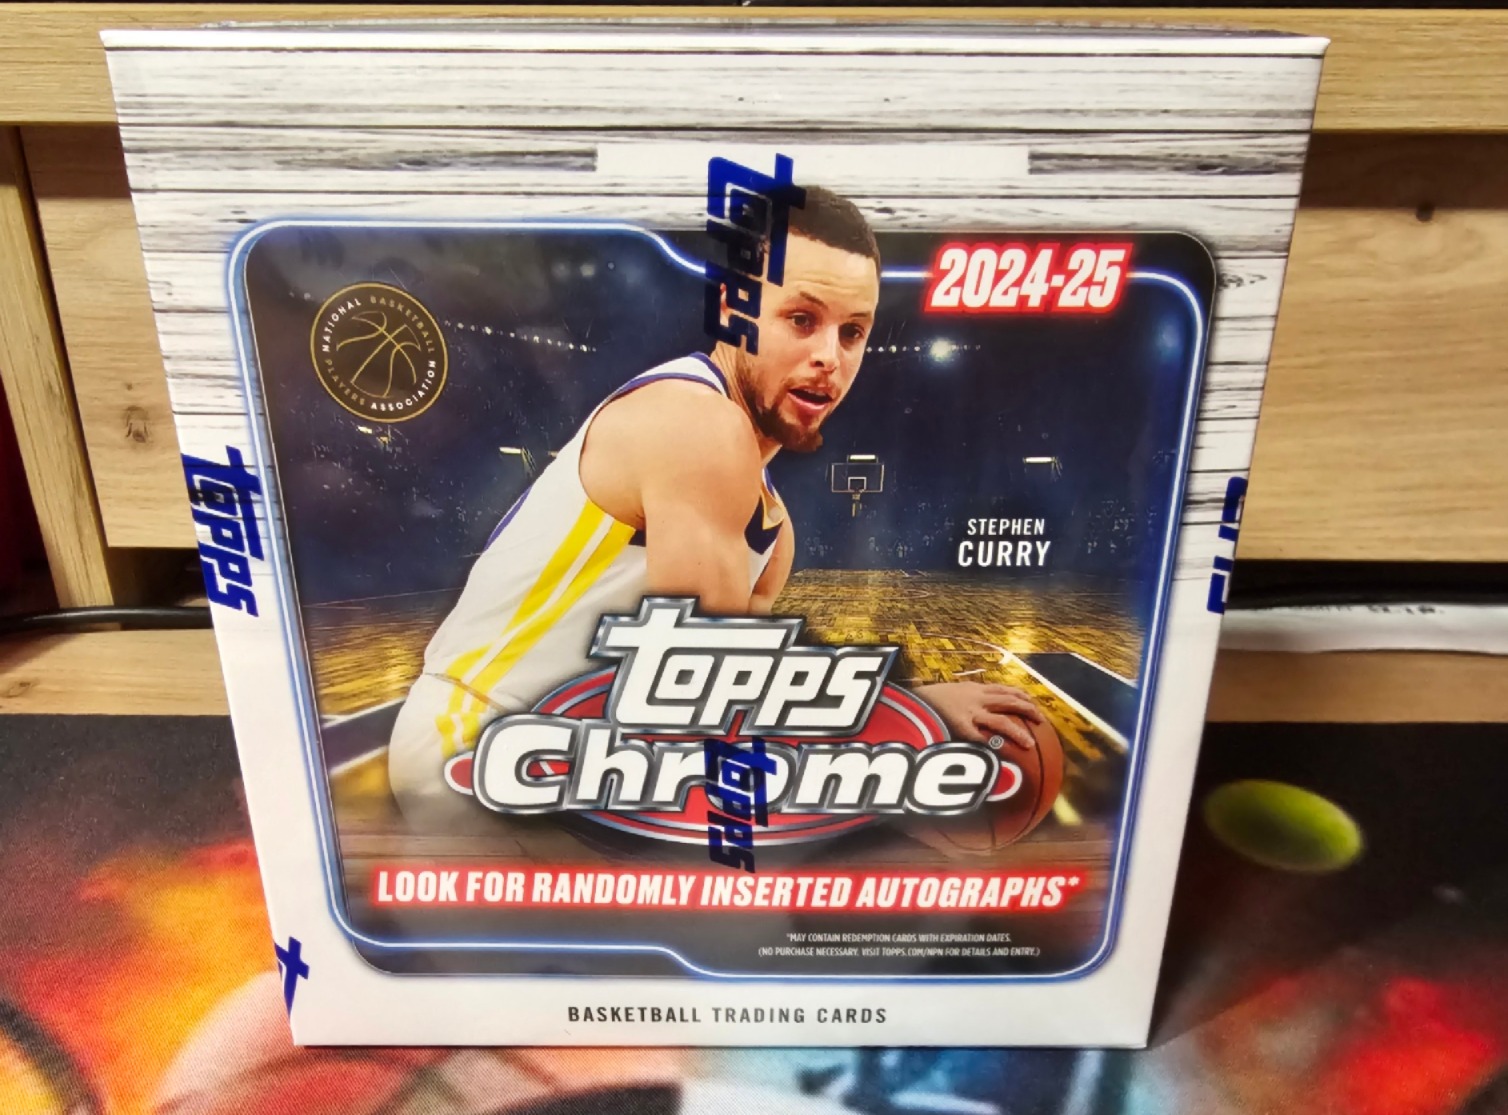 Topps
2024-25
NATIONAL BASKETBALL
PLAYERS ASSOCIATION
Topps
STEPHEN
CURRY
Topps
Chrome®
Topps
LOOK FOR RANDOMLY INSERTED AUTOGRAPHS*
*MAY CONTAIN REDEMPTION CARDS WITH EXPIRATION DATES.
(NO PURCHASE NECESSARY. VISIT TOPPS.COM/NPN FOR DETAILS AND ENTRY.)
BASKETBALL TRADING CARDS